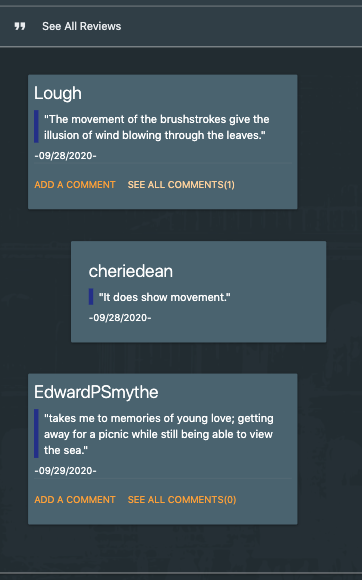 See All Reviews
Lough
"The movement of the brushstrokes give the
illusion of wind blowing through the leaves."
-09/28/2020-
ADD A COMMENT SEE ALL COMMENTS(1)
cheriedean
"It does show movement."
-09/28/2020-
EdwardPSmythe
"takes me to memories of young love; getting
away for a picnic while still being able to view
the sea."
-09/29/2020-
ADD A COMMENT SEE ALL COMMENTS(0)